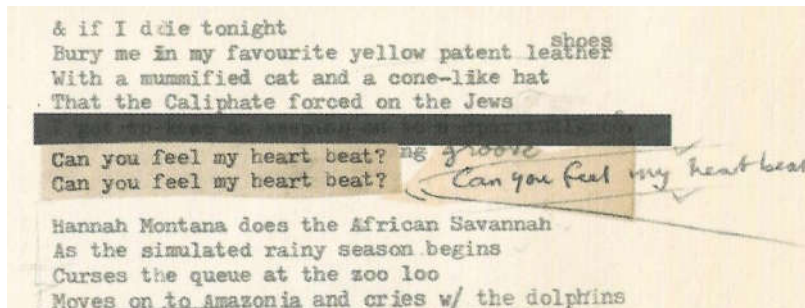 & if I ddie tonight
Bury me in my favourite yellow patent leather shoes
With a mummified cat and a cone-like hat
That the Caliphate forced on the Jews
Can you feel my heart beat? ng groove
Can you feel my heart beat? Can you feel my heart beat
Hannah Montana does the African Savannah
As the simulated rainy season begins
Curses the queue at the zoo loo
Moves on to Amazonia and cries w/ the dolphins